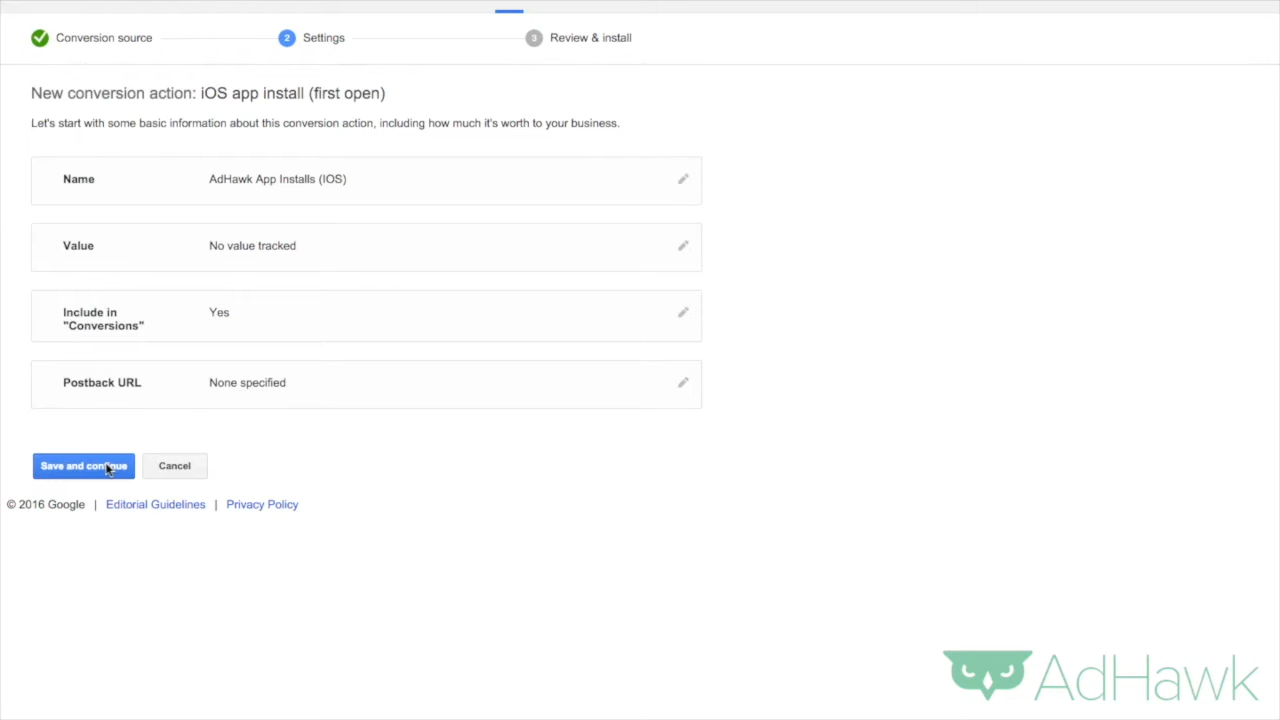 Conversion source
2 Settings
3 Review & install
New conversion action: iOS app install (first open)
Let's start with some basic information about this conversion action, including how much it's worth to your business.
Name AdHawk App Installs (IOS)
Value No value tracked
Include in "Conversions" Yes
Postback URL None specified
Save and continue Cancel
© 2016 Google | Editorial Guidelines | Privacy Policy
AdHawk